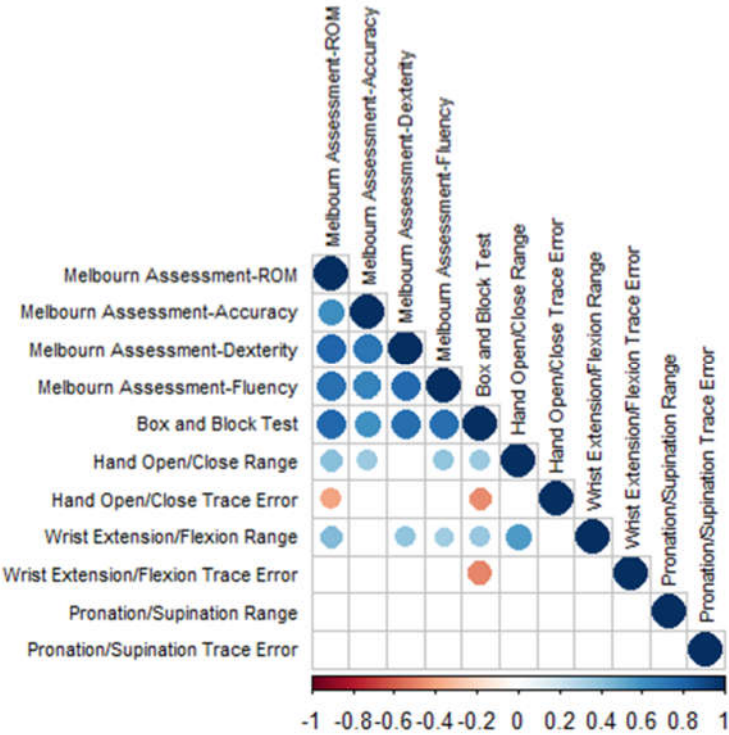 Melbourn Assessment-ROM
Melbourn Assessment-Accuracy
Melbourn Assessment-Dexterity
Melbourn Assessment-Fluency
Box and Block Test
Hand Open/Close Range
Hand Open/Close Trace Error
Wrist Extension/Flexion Range
Wrist Extension/Flexion Trace Error
Pronation/Supination Range
Pronation/Supination Trace Error
Melbourn Assessment-ROM
Melbourn Assessment-Accuracy
Melbourn Assessment-Dexterity
Melbourn Assessment-Fluency
Box and Block Test
Hand Open/Close Range
Hand Open/Close Trace Error
Wrist Extension/Flexion Range
Wrist Extension/Flexion Trace Error
Pronation/Supination Range
Pronation/Supination Trace Error
-1 -0.8 -0.6 -0.4 -0.2 0 0.2 0.4 0.6 0.8 1